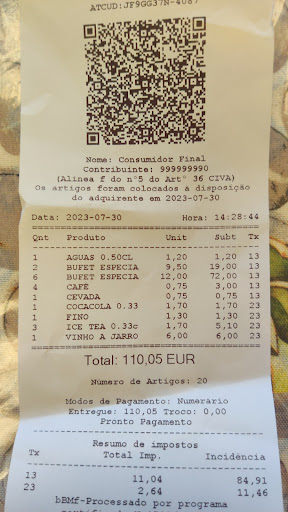 ATCUD:JF9GG37N-4087
Nome: Consumidor Final
Contribuinte: 999999990
(Alinea f do n°5 do Art° 36 CIVA)
Os artigos foram colocados à disposição
do adquirente em 2023-07-30
Data: 2023-07-30 Hora: 14:28:44
Qnt Produto Unit Subt Tx
1 AGUAS 0.50CL 1,20 1,20 13
2 BUFET ESPECIA 9,50 19,00 13
6 BUFET ESPECIA 12,00 72,00 13
4 CAFÉ 0,75 3,00 13
1 CEVADA 0,75 0,75 13
1 COCACOLA 0.33 1,70 1,70 23
1 FINO 1,30 1,30 23
3 ICE TEA 0.33c 1,70 5,10 23
1 VINHO A JARRO 6,00 6,00 23
Total: 110,05 EUR
Número de Artigos: 20
Modos de Pagamento: Numerário
Entregue: 110,05 Troco: 0,00
Pronto Pagamento
Resumo de impostos
Tx Total Imp. Incidência
13 11,04 84,91
23 2,64 11,46
bBMf-Processado por programa